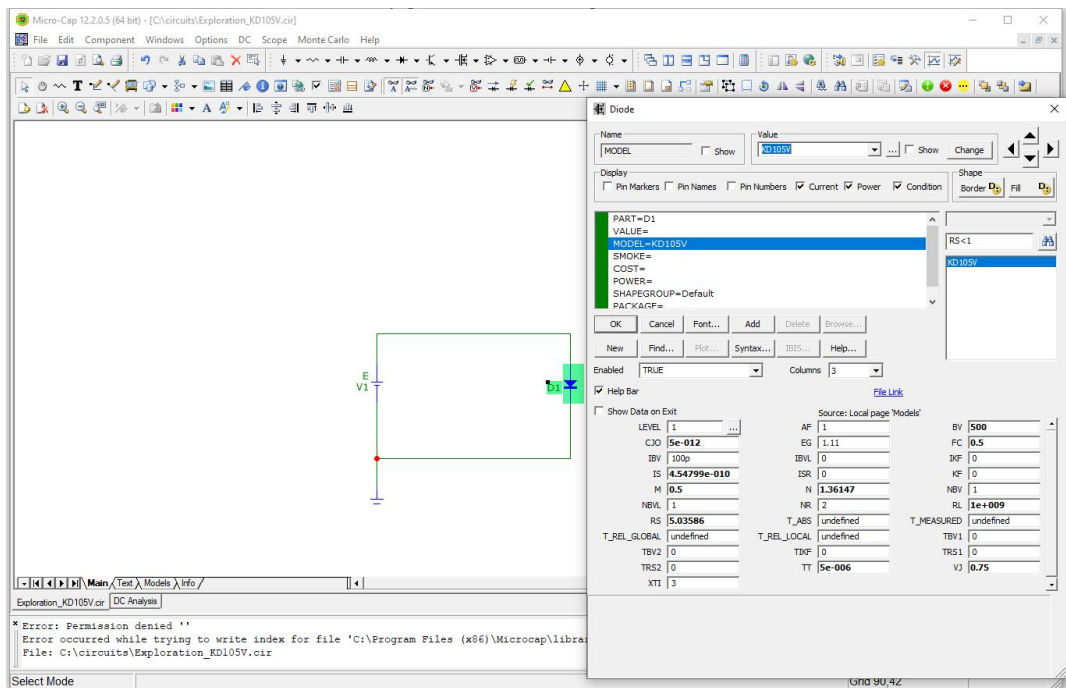 Micro-Cap 12.2.0.5 (64 bit) - [C:\circuits\Exploration_KD105V.cir]
File Edit Component Windows Options DC Scope Monte Carlo Help
Diode
Name
MODEL
Show
Value
KD105V
...
Show
Change
Display
Pin Markers Pin Names Pin Numbers Current Power Condition
Shape
Border Fill
PART=D1
VALUE=
MODEL=KD105V
SMOKE=
COST=
POWER=
SHAPEGROUP=Default
PACKAGE=
RS<1
KD105V
OK Cancel Font... Add Delete Browse...
New Find... Plot... Syntax... IBIS... Help...
Enabled TRUE Columns 3
Help Bar File Link
Show Data on Exit Source: Local page 'Models'
LEVEL 1 ... AF 1 BV 500
CJO 5e-012 EG 1.11 FC 0.5
IBV 100p IBVL 0 IKF 0
IS 4.54799e-010 ISR 0 KF 0
M 0.5 N 1.36147 NBV 1
NBVL 1 NR 2 RL 1e+009
RS 5.03586 T_ABS undefined T_MEASURED undefined
T_REL_GLOBAL undefined T_REL_LOCAL undefined TBV1 0
TBV2 0 TIKF 0 TRS1 0
TRS2 0 TT 5e-006 VJ 0.75
XTI 3
E
V1
D1
Main Text Models Info
Exploration_KD105V.cir DC Analysis
Error: Permission denied ''
Error occurred while trying to write index for file 'C:\Program Files (x86)\Microcap\librar
File: C:\circuits\Exploration_KD105V.cir
Select Mode
Grid 90,42